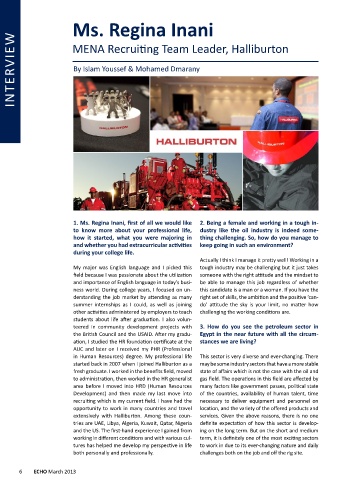 INTERVIEW
Ms. Regina Inani
MENA Recruiting Team Leader, Halliburton
By Islam Youssef & Mohamed Dmarany
HALLIBURTON
HALLIBURTON
1. Ms. Regina Inani, first of all we would like
to know more about your professional life,
how it started, what you were majoring in
and whether you had extracurricular activities
during your college life.
My major was English language and I picked this
field because I was passionate about the utilization
and importance of English language in today's busi-
ness world. During college years, I focused on un-
derstanding the job market by attending as many
summer internships as I could, as well as joining
other activities administered by employers to teach
students about life after graduation. I also volun-
teered in community development projects with
the British Council and the USAID. After my gradu-
ation, I studied the HR foundation certificate at the
AUC and later on I received my PHR (Professional
in Human Resources) degree. My professional life
started back in 2007 when I joined Halliburton as a
fresh graduate. I worked in the benefits field, moved
to administration, then worked in the HR generalist
area before I moved into HRD (Human Resources
Development) and then made my last move into
recruiting which is my current field. I have had the
opportunity to work in many countries and travel
extensively with Halliburton. Among these coun-
tries are UAE, Libya, Algeria, Kuwait, Qatar, Nigeria
and the US. The first-hand experience I gained from
working in different conditions and with various cul-
tures has helped me develop my perspective in life
both personally and professionally.
2. Being a female and working in a tough in-
dustry like the oil industry is indeed some-
thing challenging. So, how do you manage to
keep going in such an environment?
Actually I think I manage it pretty well! Working in a
tough industry may be challenging but it just takes
someone with the right attitude and the mindset to
be able to manage this job regardless of whether
this candidate is a man or a woman. If you have the
right set of skills, the ambition and the positive 'can-
do' attitude the sky is your limit, no matter how
challenging the working conditions are.
3. How do you see the petroleum sector in
Egypt in the near future with all the circum-
stances we are living?
This sector is very diverse and ever-changing. There
may be some industry sectors that have a more stable
state of affairs which is not the case with the oil and
gas field. The operations in this field are affected by
many factors like government passes, political state
of the countries, availability of human talent, time
necessary to deliver equipment and personnel on
location, and the variety of the offered products and
services. Given the above reasons, there is no one
definite expectation of how this sector is develop-
ing on the long term. But on the short and medium
term, it is definitely one of the most exciting sectors
to work in due to its ever-changing nature and daily
challenges both on the job and off the rig site.
6 ECHO March 2013